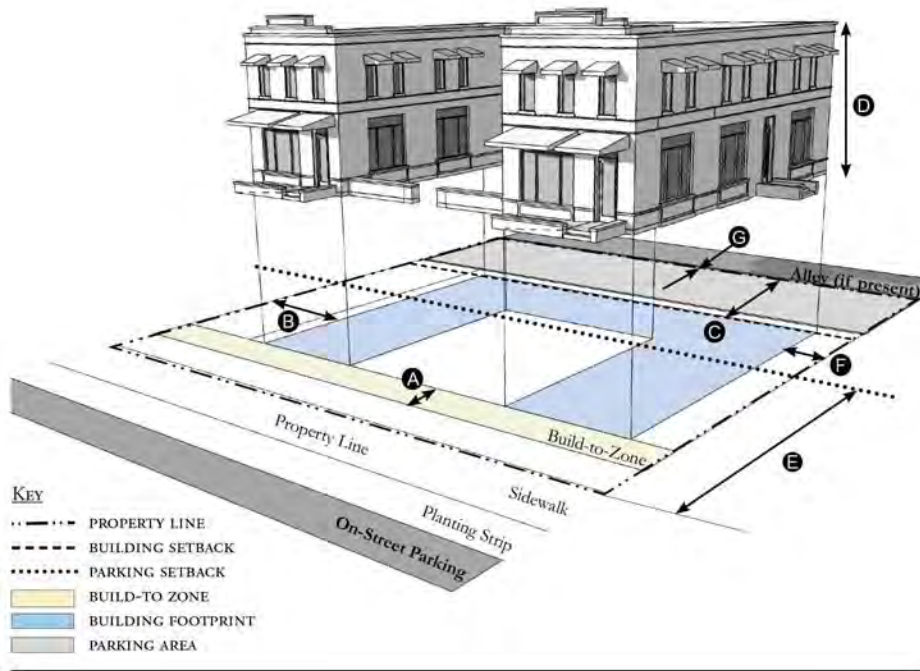 D
G
Alley (if present)
B
C
F
A
Build-to-Zone
Property Line
E
Sidewalk
Planting Strip
On-Street Parking
KEY
PROPERTY LINE
BUILDING SETBACK
PARKING SETBACK
BUILD-TO ZONE
BUILDING FOOTPRINT
PARKING AREA